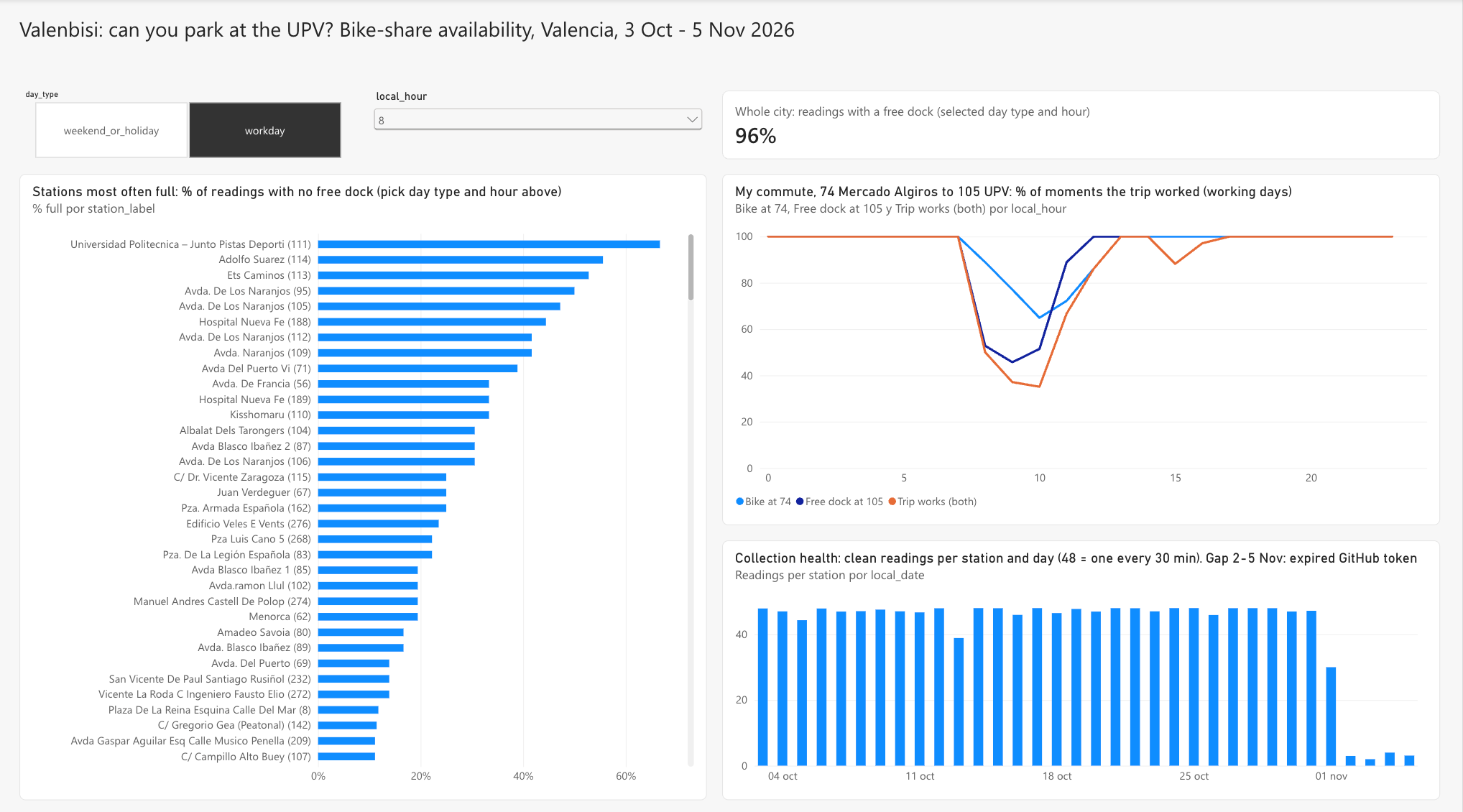 Valenbisi: can you park at the UPV? Bike-share availability, Valencia, 3 Oct - 5 Nov 2026
day_type
weekend_or_holiday
workday
local_hour
8
Whole city: readings with a free dock (selected day type and hour)
96%
Stations most often full: % of readings with no free dock (pick day type and hour above)
% full por station_label
Universidad Politecnica – Junto Pistas Deporti (111)
Adolfo Suarez (114)
Ets Caminos (113)
Avda. De Los Naranjos (95)
Avda. De Los Naranjos (105)
Hospital Nueva Fe (188)
Avda. De Los Naranjos (112)
Avda. Naranjos (109)
Avda Del Puerto Vi (71)
Avda. De Francia (56)
Hospital Nueva Fe (189)
Kisshomaru (110)
Albalat Dels Tarongers (104)
Avda Blasco Ibañez 2 (87)
Avda. De Los Naranjos (106)
C/ Dr. Vicente Zaragoza (115)
Juan Verdeguer (67)
Pza. Armada Española (162)
Edificio Veles E Vents (276)
Pza Luis Cano 5 (268)
Pza. De La Legión Española (83)
Avda Blasco Ibañez 1 (85)
Avda.ramon Llul (102)
Manuel Andres Castell De Polop (274)
Menorca (62)
Amadeo Savoia (80)
Avda. Blasco Ibañez (89)
Avda. Del Puerto (69)
San Vicente De Paul Santiago Rusiñol (232)
Vicente La Roda C Ingeniero Fausto Elio (272)
Plaza De La Reina Esquina Calle Del Mar (8)
C/ Gregorio Gea (Peatonal) (142)
Avda Gaspar Aguilar Esq Calle Musico Penella (209)
C/ Campillo Alto Buey (107)
0% 20% 40% 60%
My commute, 74 Mercado Algiros to 105 UPV: % of moments the trip worked (working days)
Bike at 74, Free dock at 105 y Trip works (both) por local_hour
100
80
60
40
20
0
0 5 10 15 20
Bike at 74 Free dock at 105 Trip works (both)
Collection health: clean readings per station and day (48 = one every 30 min). Gap 2-5 Nov: expired GitHub token
Readings per station por local_date
40
20
0
04 oct 11 oct 18 oct 25 oct 01 nov